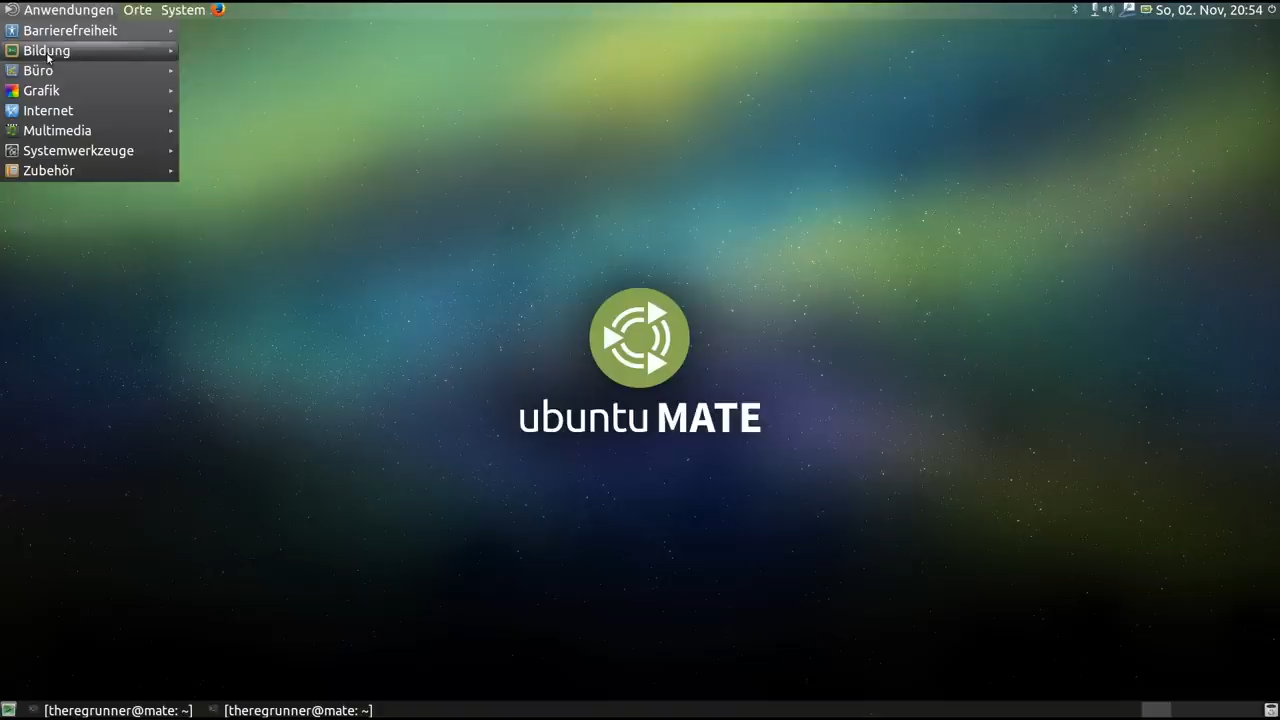 Anwendungen Orte System So, 02. Nov, 20:54
Barrierefreiheit
Bildung
Büro
Grafik
Internet
Multimedia
Systemwerkzeuge
Zubehör
ubuntu MATE
[theregrunner@mate: ~] [theregrunner@mate: ~]